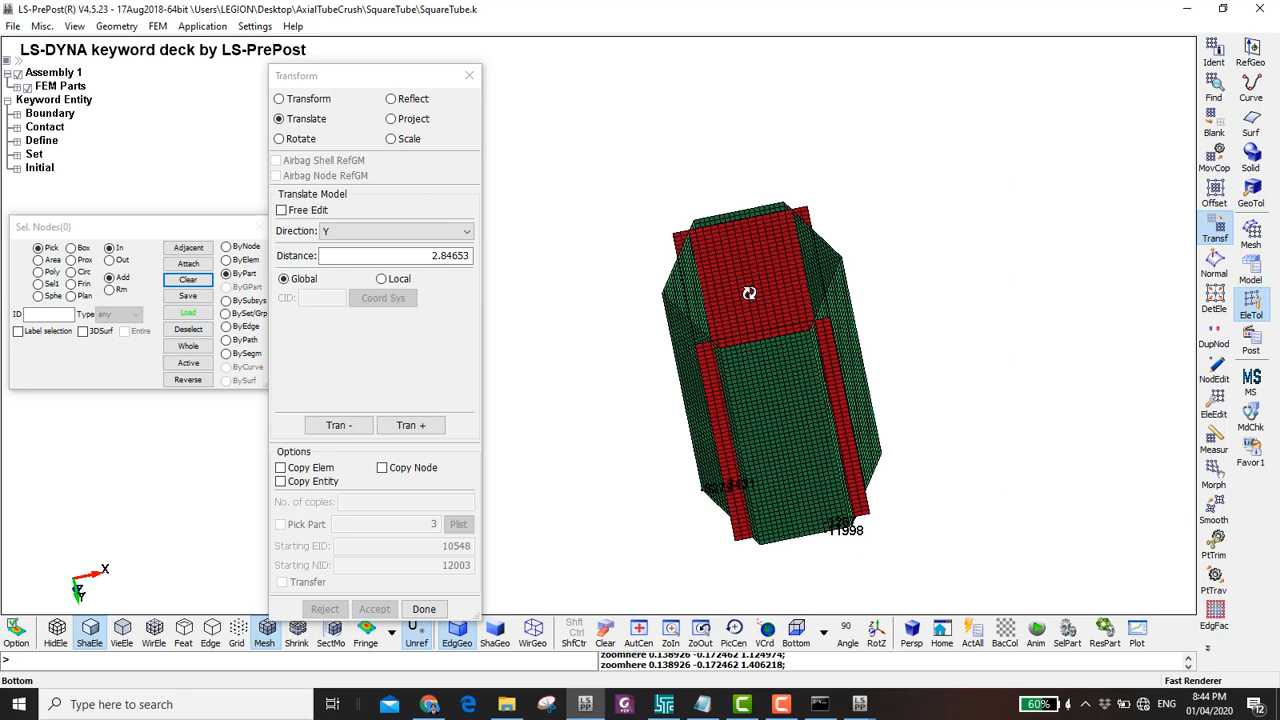 LS-PrePost(R) V4.5.23 - 17Aug2018-64bit \Users\LEGION\Desktop\AxialTubeCrush\SquareTube\SquareTube.k
File Misc. View Geometry FEM Application Settings Help
LS-DYNA keyword deck by LS-PrePost
Assembly 1
FEM Parts
Keyword Entity
Boundary
Contact
Define
Set
Initial
Sel. Nodes(0)
Pick Box In Adjacent ByNode
Area Prox Out Attach ByElem
Poly Circ Clear ByPart
Sel1 Frin Add Save ByGPart
Sphe Plan Rm Load BySubsys
ID Type any BySet/Grp
Label selection 3DSurf Entire Deselect ByEdge
Whole ByPath
Active BySegm
Reverse ByCurve
BySurf
Transform
Transform Reflect
Translate Project
Rotate Scale
Airbag Shell RefGM
Airbag Node RefGM
Translate Model
Free Edit
Direction: Y
Distance: 2.84653
Global Local
CID: Coord Sys
Tran - Tran +
Options
Copy Elem Copy Node
Copy Entity
No. of copies:
Pick Part 3 Plist
Starting EID: 10548
Starting NID: 12003
Transfer
Reject Accept Done
11998
X
Y
Ident RefGeo
Find Curve
Blank Surf
MovCop Solid
Transf GeoTol
Normal Mesh
DetEle Model
DupNod EleTol
NodEdit Post
EleEdit MS
Measur MdChk
Morph Favor1
Smooth
PtTrim
PtTrav
EdgFac
Option HidEle ShaEle VieEle WirEle Feat Edge Grid Mesh Shrink SectMo Fringe Unref EdgGeo ShaGeo WirGeo Shft Ctrl Clear AutCen ZoIn ZoOut PicCen VCrd Bottom 90 Angle RotZ Persp Home ActAll BacCol Anim SelPart ResPart Plot
> zoomhere 0.138926 -0.172462 1.124974;
zoomhere 0.138926 -0.172462 1.406218;
Bottom Fast Renderer
Type here to search 60% ENG 8:44 PM
01/04/2020 12